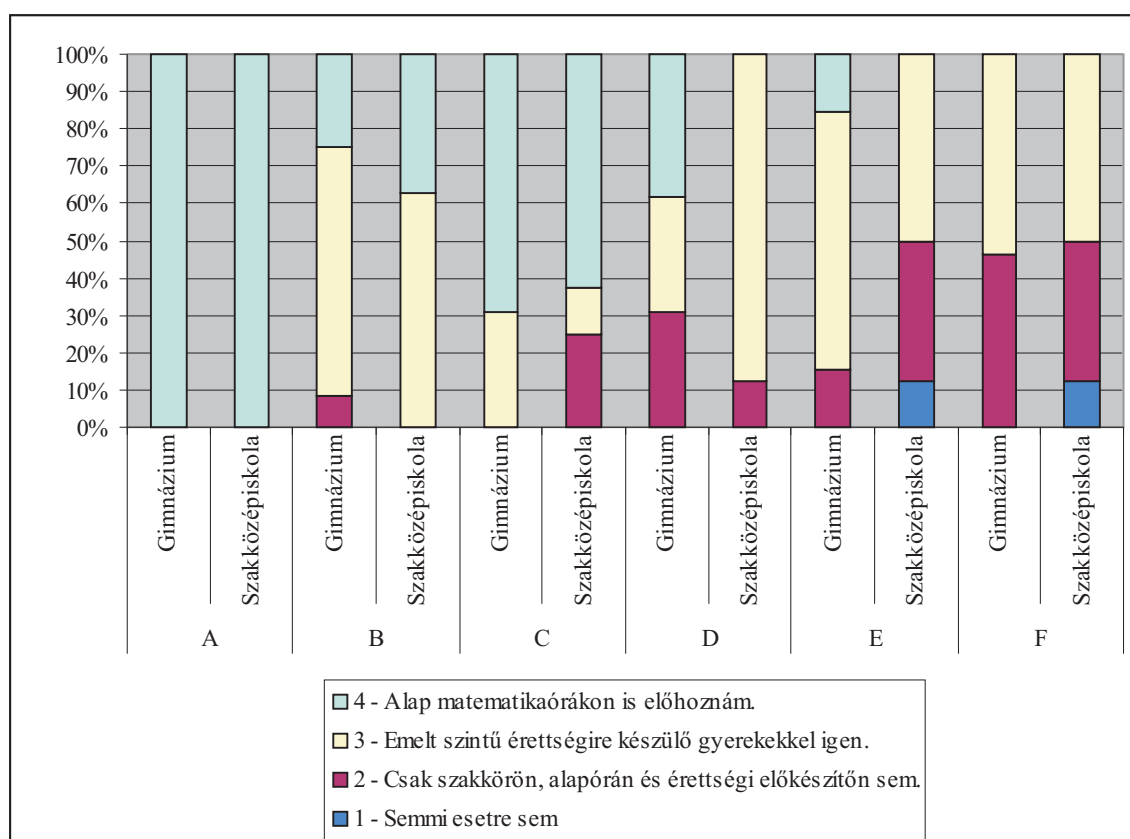 100%
90%
80%
70%
60%
50%
40%
30%
20%
10%
0%
Gimnázium
Szakközépiskola
Gimnázium
Szakközépiskola
Gimnázium
Szakközépiskola
Gimnázium
Szakközépiskola
Gimnázium
Szakközépiskola
Gimnázium
Szakközépiskola
A B C D E F
4 - Alap matematikaórákon is előhoznám.
3 - Emelt szintű érettségire készülő gyerekekkel igen.
2 - Csak szakkörön, alapórán és érettségi előkészítőn sem.
1 - Semmi esetre sem